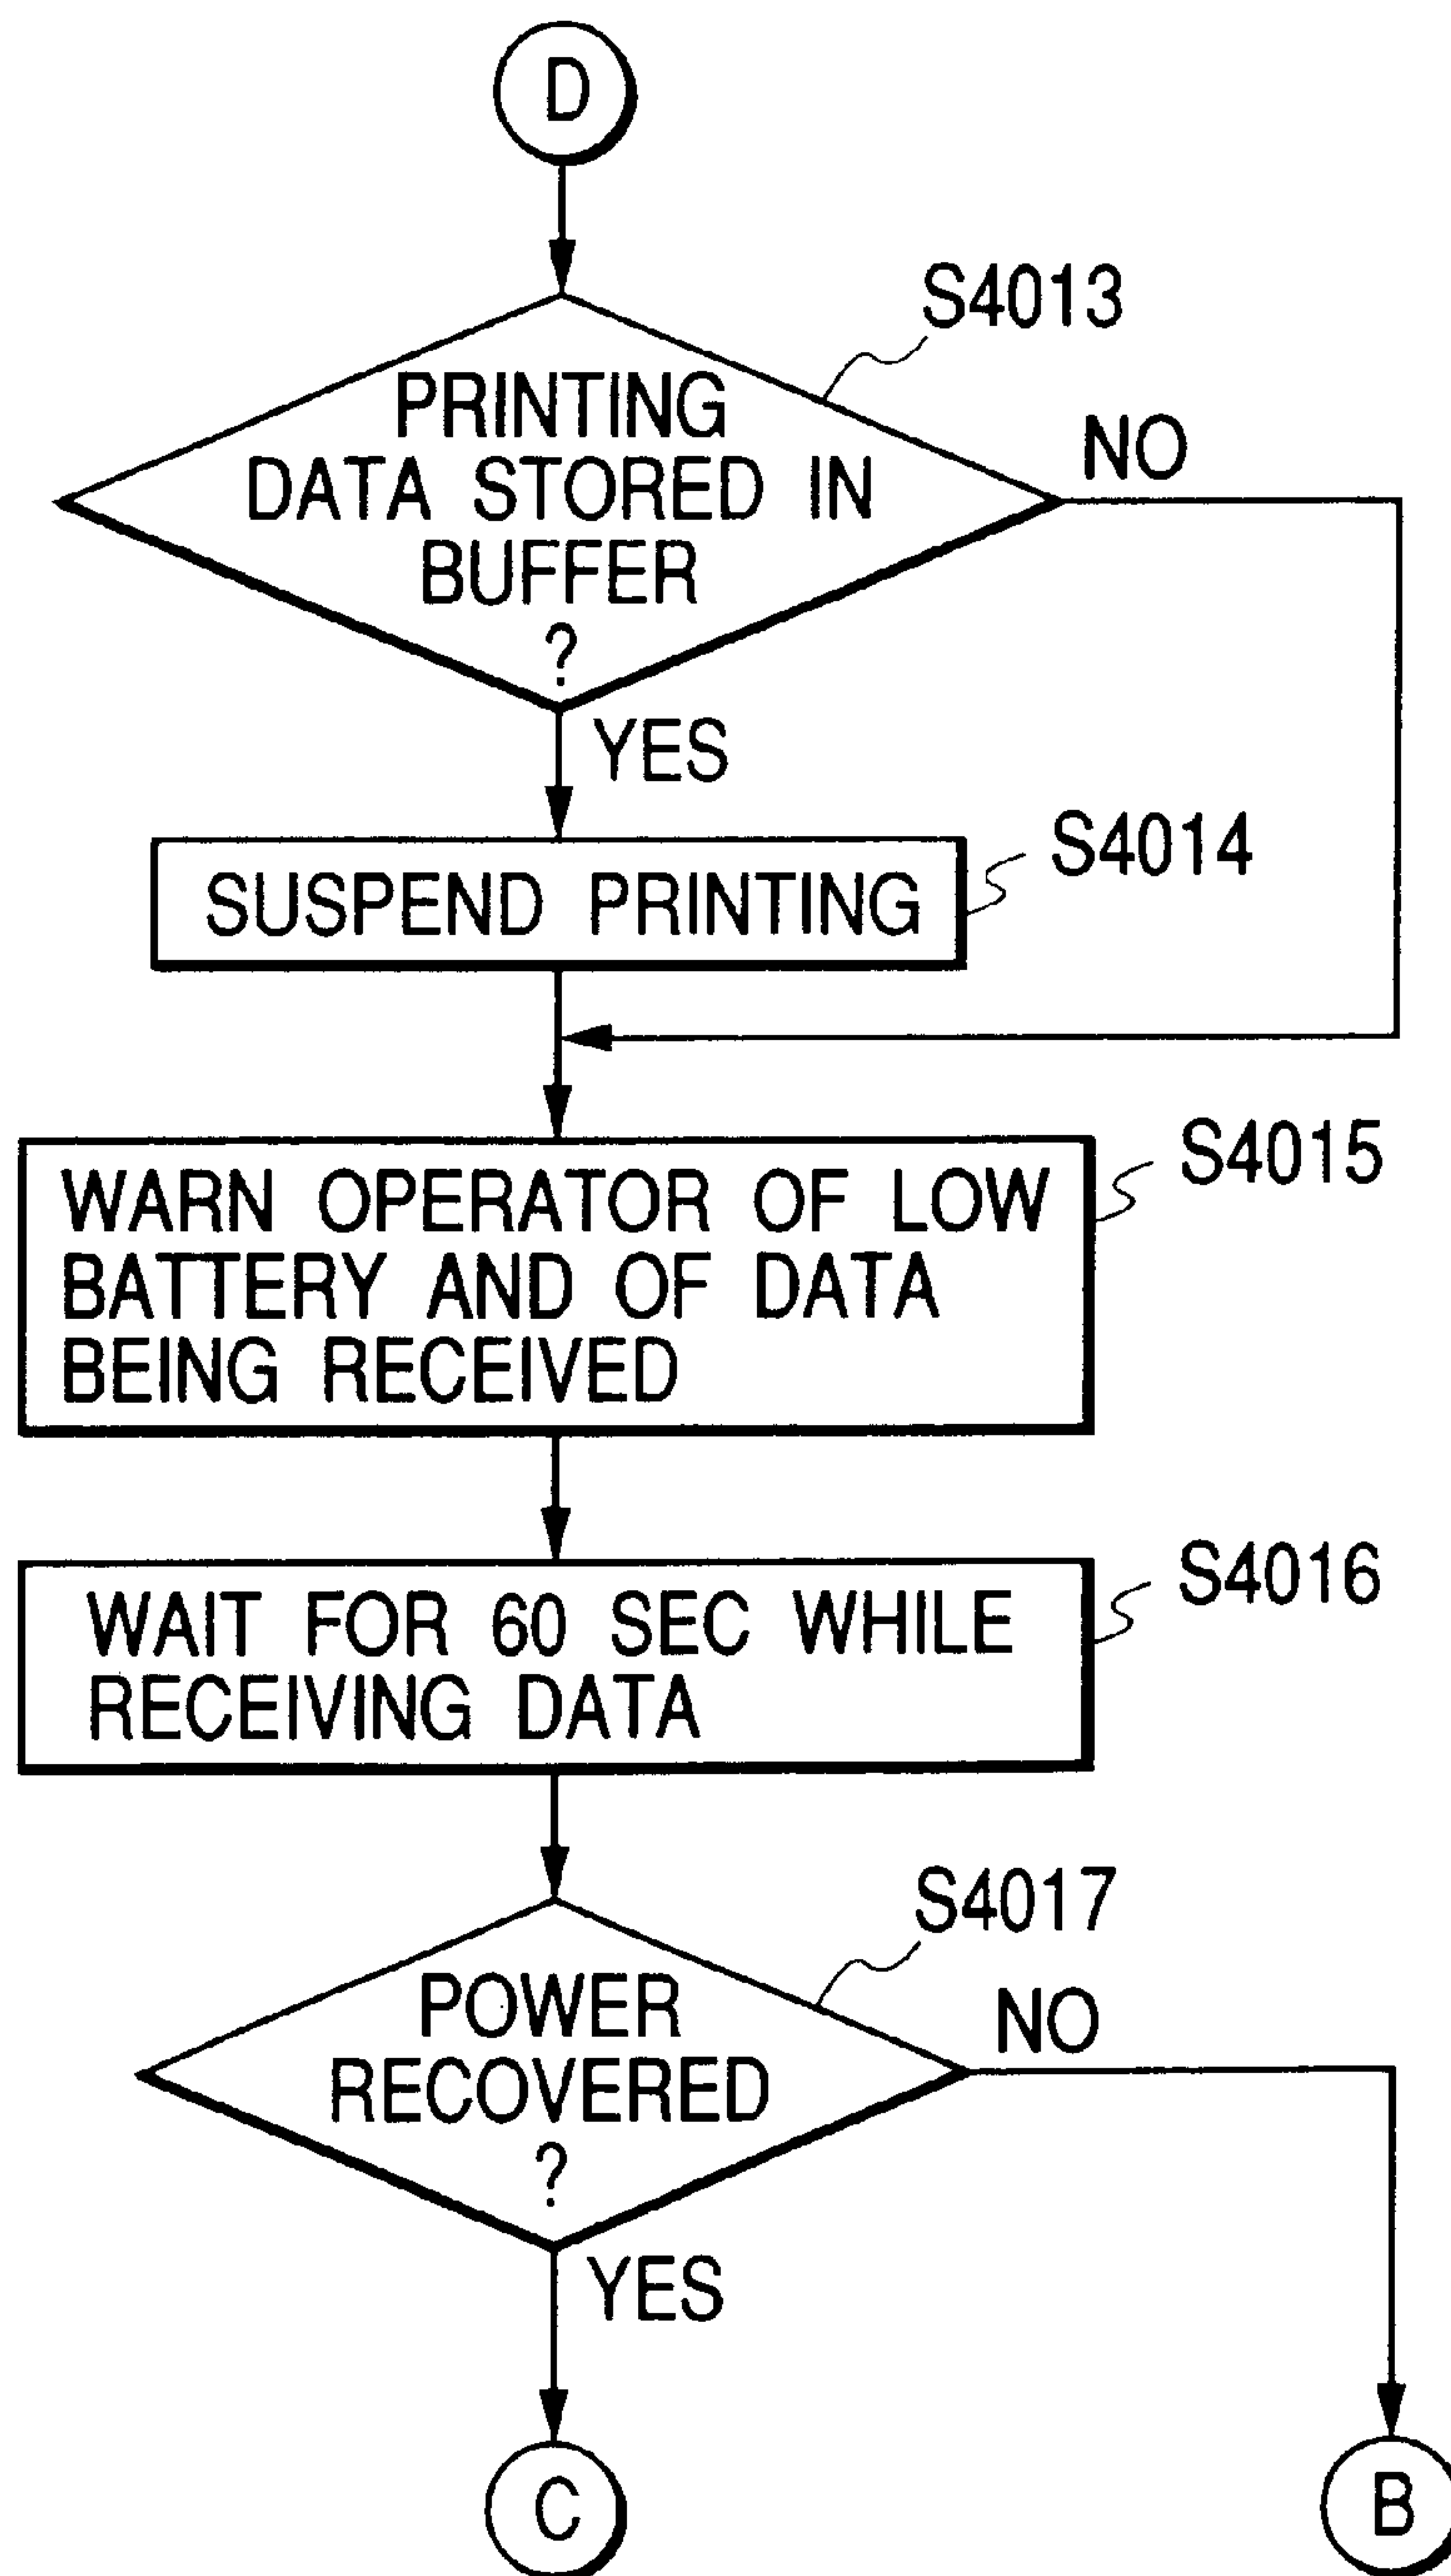 D
S4013
PRINTING
DATA STORED IN
BUFFER
?
NO
YES
SUSPEND PRINTING
S4014
WARN OPERATOR OF LOW
BATTERY AND OF DATA
BEING RECEIVED
S4015
WAIT FOR 60 SEC WHILE
RECEIVING DATA
S4016
S4017
POWER
RECOVERED
?
NO
YES
C
B